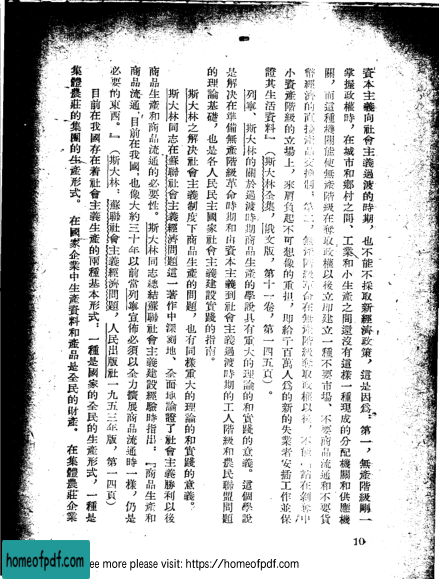 資本主義向社會主義過渡的時期，也不能不採取新經濟政策，這是因為：第一，無產階級剛一
掌握政權時，在城市和鄉村之間、工業和小生產之間還沒有這樣一種現成的分配機關和供應機
關，而這種機關能使無產階級在奪取政權以後立即建立一種不要市場、不要商品流通和不要貨
幣經濟的直接產品交換制；第二，無產階級革命在無產階級奪取政權以後，不能
小資產階級的立場上，來肩負起不可想像的重担，即給千百萬人為的新的失業者安插工作並保
證其生活資料』（斯大林全集，俄文版，第十一卷，第一四五頁）。
列寧、斯大林的關於過渡時期商品生產的學說具有重大的理論的和實踐的意義。這個學說
是解决在準備無產階級革命時期和由資本主義到社會主義過渡時期的工人階級和農民聯盟問題
的理論基礎，也是各人民民主國家社會主義建設實踐的指南。
斯大林之解决社會主義制度下商品生產的問題，也有同樣重大的理論的和實踐的意義。
斯大林同志在蘇聯社會主義經濟問題這一著作中深刻地、全面地論證了社會主義勝利以後
商品生產和商品流通的必要性。斯大林同志總結蘇聯社會主義建設經驗時指出：『商品生產和
商品流通，目前在我國，也像大約三十年以前當列寧宣佈必須以全力擴展商品流通時一樣，仍是
必要的東西。』（斯大林：蘇聯社會主義經濟問題，人民出版社一九五三年版，第一四頁）
目前在我國存在着社會主義生產的兩種基本形式：一種是國家的全民的生產形式，一種是
集體農莊的集團的生產形式。在國家企業中生產資料和產品是全民的財產。在集體農莊企業
10
homeofpdf.com
ee more please visit: https://homeofpdf.com